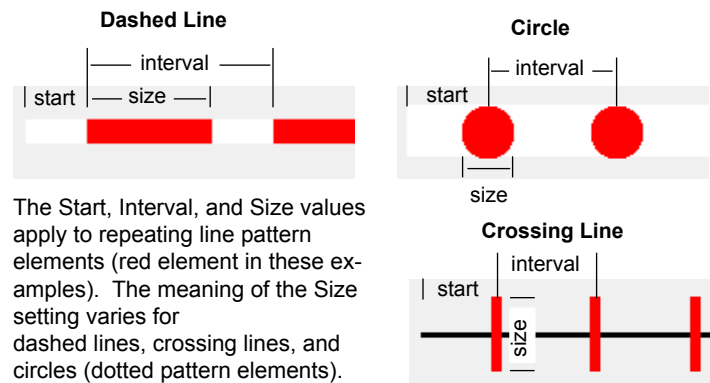 Dashed Line
interval
start
size
The Start, Interval, and Size values
apply to repeating line pattern
elements (red element in these ex-
amples).  The meaning of the Size
setting varies for
dashed lines, crossing lines, and
circles (dotted pattern elements).
Circle
interval
start
size
Crossing Line
interval
start
size